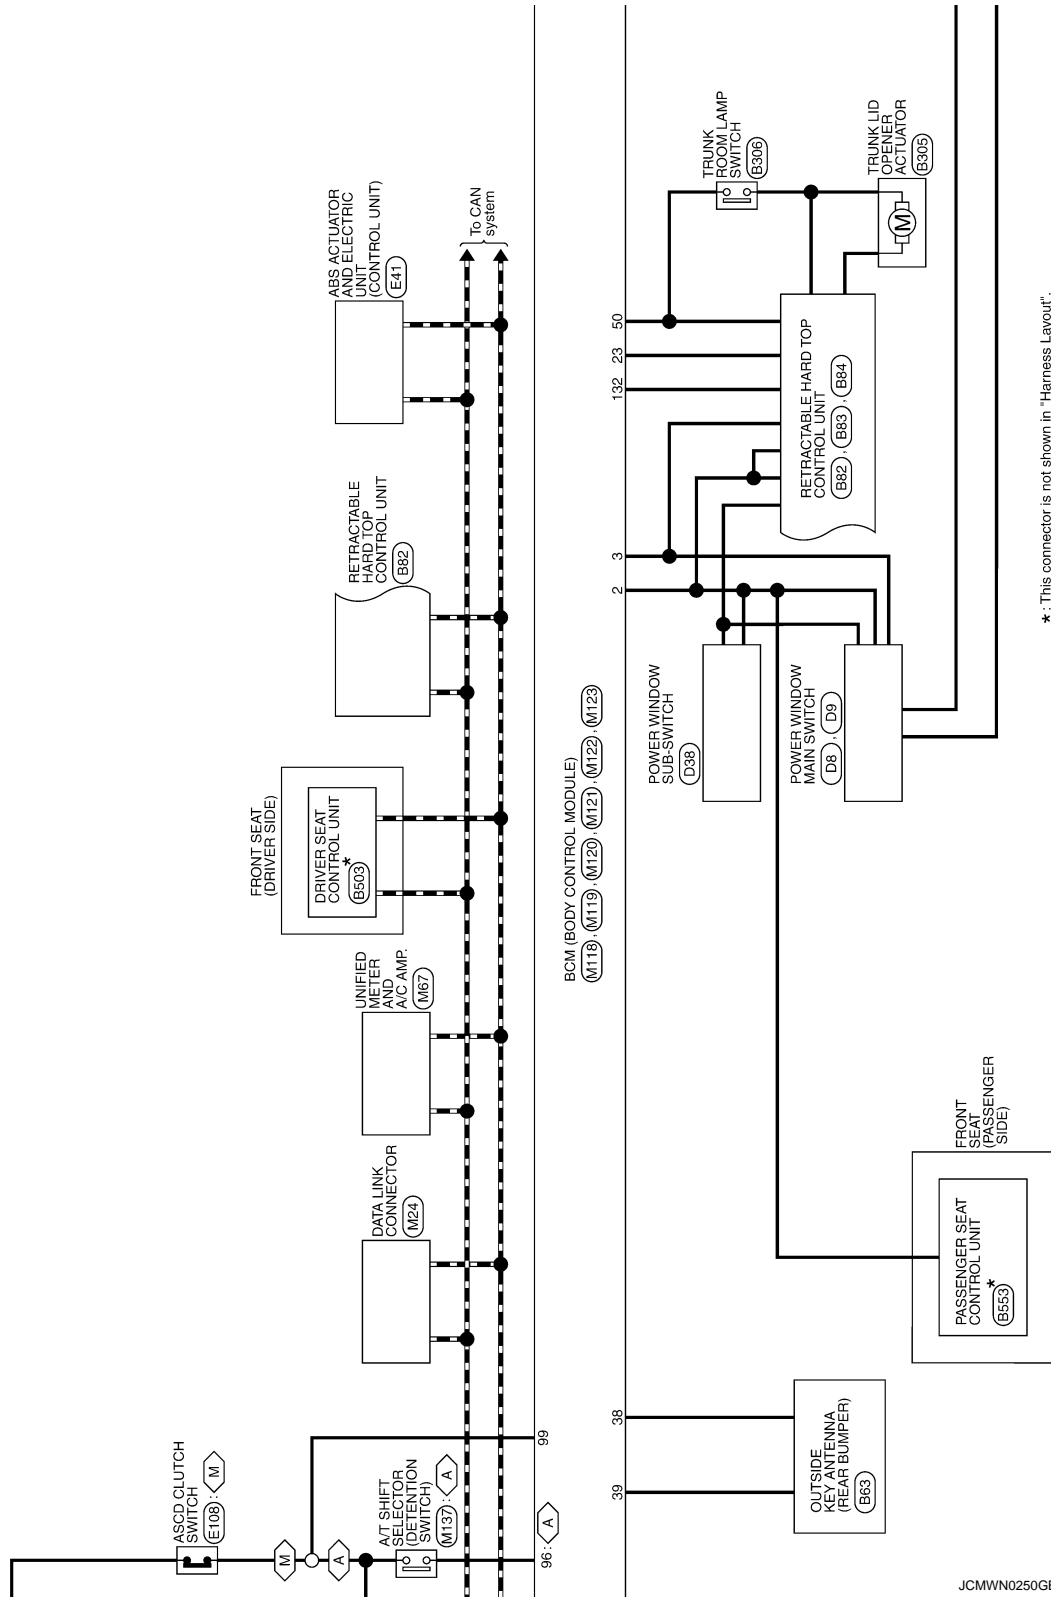 ASCD CLUTCH
SWITCH
E108 : M
M
A
A/T SHIFT
SELECTOR
(DETENTION
SWITCH)
M137 : A
96 : A
99
DATA LINK
CONNECTOR
M24
UNIFIED
METER
AND
A/C AMP.
M67
FRONT SEAT
(DRIVER SIDE)
DRIVER SEAT
CONTROL UNIT
B503 *
RETRACTABLE
HARD TOP
CONTROL UNIT
B82
ABS ACTUATOR
AND ELECTRIC
UNIT
(CONTROL UNIT)
E41
To CAN
system
BCM (BODY CONTROL MODULE)
M118 , M119 , M120 , M121 , M122 , M123
39
38
2
3
132
23
50
OUTSIDE
KEY ANTENNA
(REAR BUMPER)
B63
FRONT
SEAT
(PASSENGER
SIDE)
PASSENGER SEAT
CONTROL UNIT
B553 *
POWER WINDOW
SUB-SWITCH
D38
POWER WINDOW
MAIN SWITCH
D8 , D9
RETRACTABLE HARD TOP
CONTROL UNIT
B82 , B83 , B84
TRUNK
ROOM LAMP
SWITCH
B306
TRUNK LID
OPENER
ACTUATOR
B305
M
* : This connector is not shown in "Harness Layout".
JCMWN0250GE